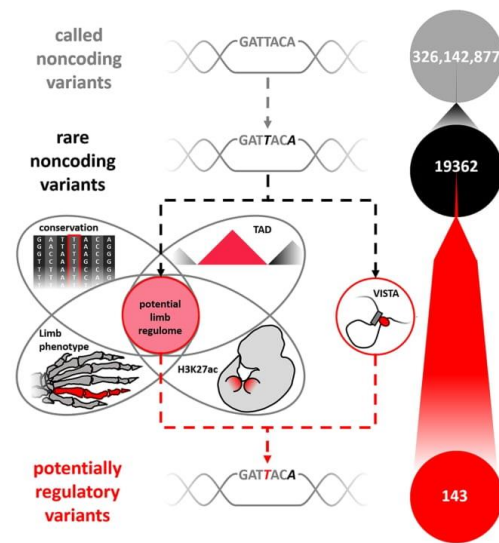 called
noncoding
variants
GATTACA
326,142,877
rare
noncoding
variants
GATTACA
19362
conservation
TAD
potential
limb
regulome
VISTA
Limb
phenotype
H3K27ac
potentially
regulatory
variants
GATTACA
143